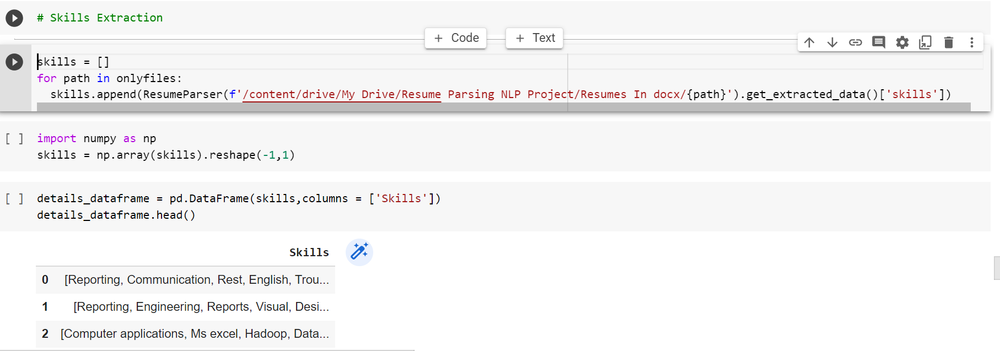 # Skills Extraction
+ Code + Text
skills = []
for path in onlyfiles:
  skills.append(ResumeParser(f'/content/drive/My Drive/Resume Parsing NLP Project/Resumes In docx/{path}').get_extracted_data()['skills'])
[ ] import numpy as np
skills = np.array(skills).reshape(-1,1)
[ ] details_dataframe = pd.DataFrame(skills,columns = ['Skills'])
details_dataframe.head()
Skills
0 [Reporting, Communication, Rest, English, Trou...
1 [Reporting, Engineering, Reports, Visual, Desi...
2 [Computer applications, Ms excel, Hadoop, Data...